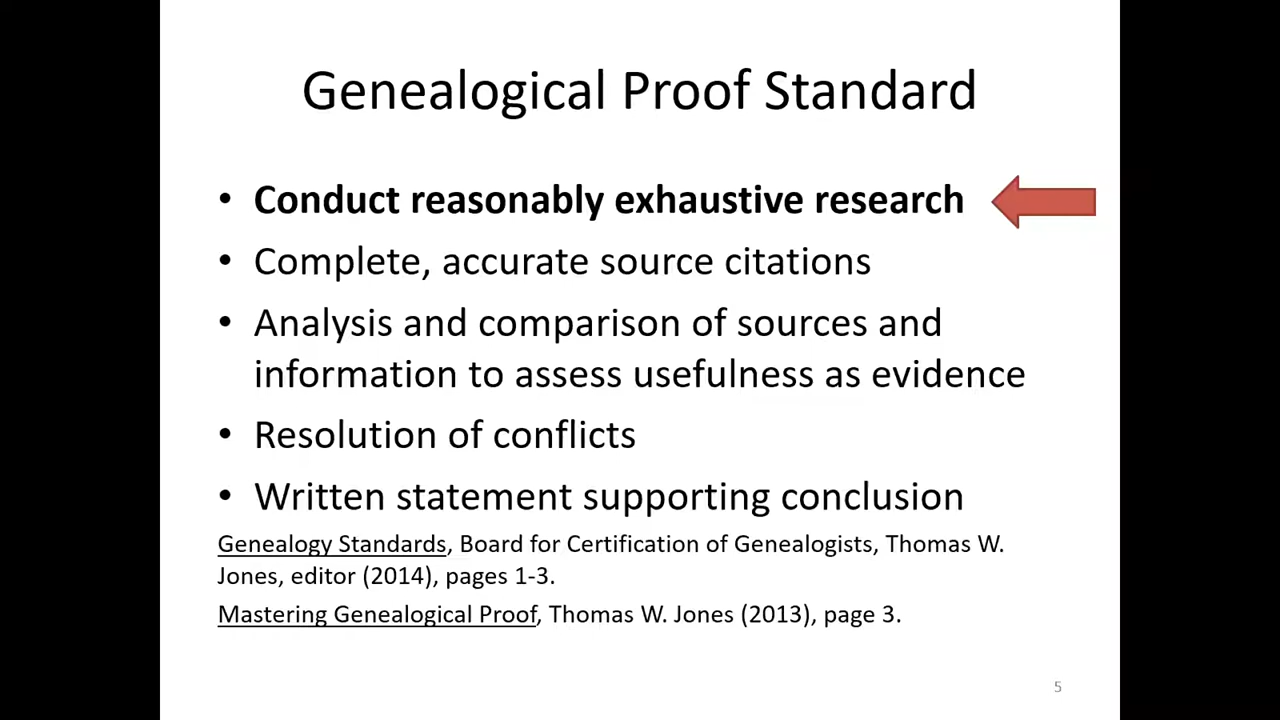 Genealogical Proof Standard
• Conduct reasonably exhaustive research
• Complete, accurate source citations
• Analysis and comparison of sources and
information to assess usefulness as evidence
• Resolution of conflicts
• Written statement supporting conclusion
Genealogy Standards, Board for Certification of Genealogists, Thomas W.
Jones, editor (2014), pages 1-3.
Mastering Genealogical Proof, Thomas W. Jones (2013), page 3.
5